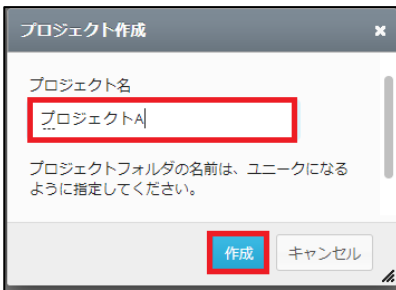 プロジェクト作成
プロジェクト名
プロジェクトA
プロジェクトフォルダの名前は、ユニークになる
ように指定してください。
作成
キャンセル